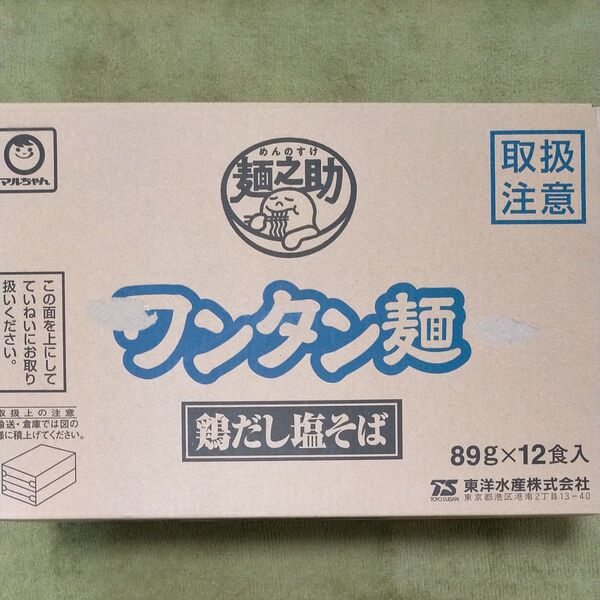 マルちゃん
めんのすけ
麺之助
取扱
注意
この面を上にして
ていねいにお取り
扱いください。
ワンタン麺
鶏だし塩そば
取扱上の注意
輸送・倉庫では図の
様に積上げてください。
89g×12食入
TS
TOYO SUISAN
東洋水産株式会社
東京都港区港南2丁目13-40